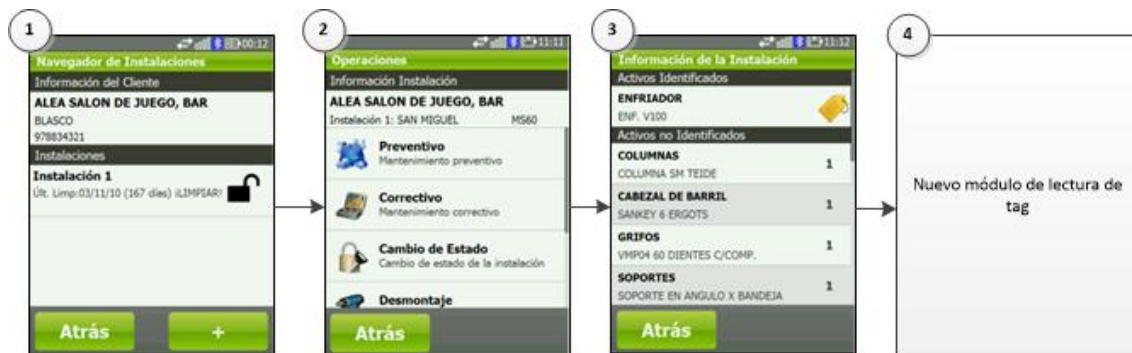 1
00:12
Navegador de Instalaciones
Información del Cliente
ALEA SALON DE JUEGO, BAR
BLASCO
978834321
Instalaciones
Instalación 1
Últ. Limp:03/11/10 (167 días) ¡LIMPIAR!
Atrás
+
2
11:11
Operaciones
Información Instalación
ALEA SALON DE JUEGO, BAR
Instalación 1: SAN MIGUEL MS60
Preventivo
Mantenimiento preventivo
Correctivo
Mantenimiento correctivo
Cambio de Estado
Cambio de estado de la instalación
Desmontaje
Atrás
3
11:12
Información de la Instalación
Activos Identificados
ENFRIADOR
ENF. V100
Activos no Identificados
COLUMNAS 1
COLUMNA SM TEIDE
CABEZAL DE BARRIL 1
SANKEY 6 ERGOTS
GRIFOS 1
VMP04 60 DIENTES C/COMP.
SOPORTES 1
SOPORTE EN ANGULO X BANDEJA
Atrás
4
Nuevo módulo de lectura de
tag